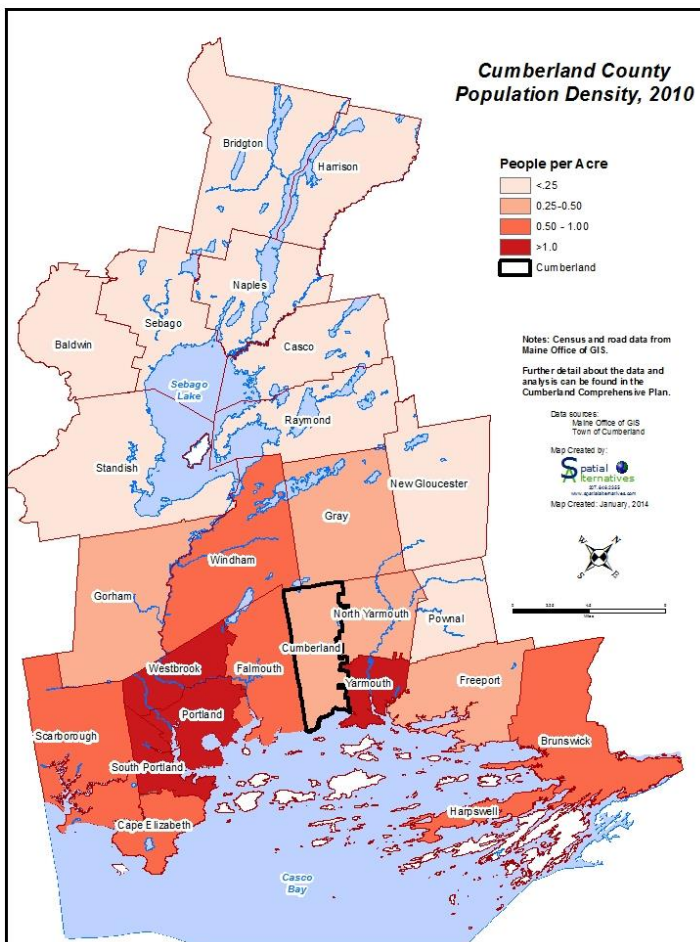 Cumberland County
Population Density, 2010
People per Acre
<.25
0.25-0.50
0.50 - 1.00
>1.0
Cumberland
Notes: Census and road data from
Maine Office of GIS.
Further detail about the data and
analysis can be found in the
Cumberland Comprehensive Plan.
Data sources:
Maine Office of GIS
Town of Cumberland
Map Created by:
Spatial
Alternatives
www.spatialalternatives.com
Map Created: January, 2014
N
W
E
S
Bridgton
Harrison
Naples
Sebago
Baldwin
Casco
Sebago
Lake
Raymond
Standish
New Gloucester
Gray
Windham
Gorham
North Yarmouth
Pownal
Cumberland
Westbrook
Falmouth
Yarmouth
Freeport
Portland
Scarborough
Brunswick
South Portland
Harpswell
Cape Elizabeth
Casco
Bay